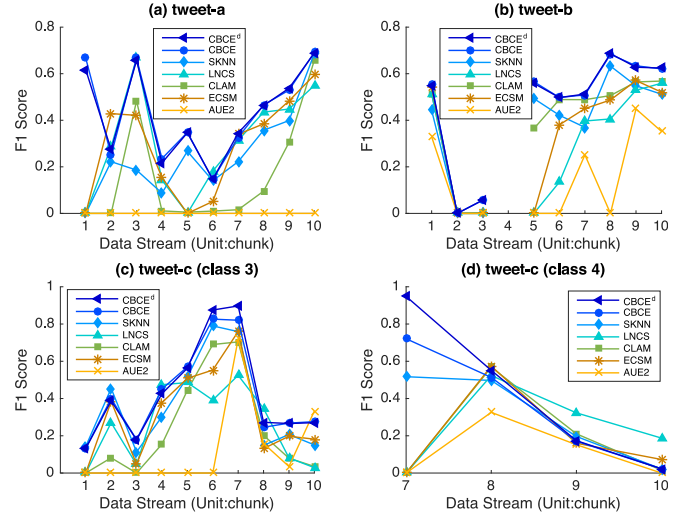 (a) tweet-a
F1 Score
0.8
0.6
0.4
0.2
0
CBCEᵈ
CBCE
SKNN
LNCS
CLAM
ECSM
AUE2
1 2 3 4 5 6 7 8 9 10
Data Stream (Unit:chunk)
(b) tweet-b
F1 Score
0.8
0.6
0.4
0.2
0
CBCEᵈ
CBCE
SKNN
LNCS
CLAM
ECSM
AUE2
1 2 3 4 5 6 7 8 9 10
Data Stream (Unit:chunk)
(c) tweet-c (class 3)
F1 Score
1
0.8
0.6
0.4
0.2
0
CBCEᵈ
CBCE
SKNN
LNCS
CLAM
ECSM
AUE2
1 2 3 4 5 6 7 8 9 10
Data Stream (Unit:chunk)
(d) tweet-c (class 4)
F1 Score
1
0.8
0.6
0.4
0.2
0
CBCEᵈ
CBCE
SKNN
LNCS
CLAM
ECSM
AUE2
7 8 9 10
Data Stream (Unit:chunk)